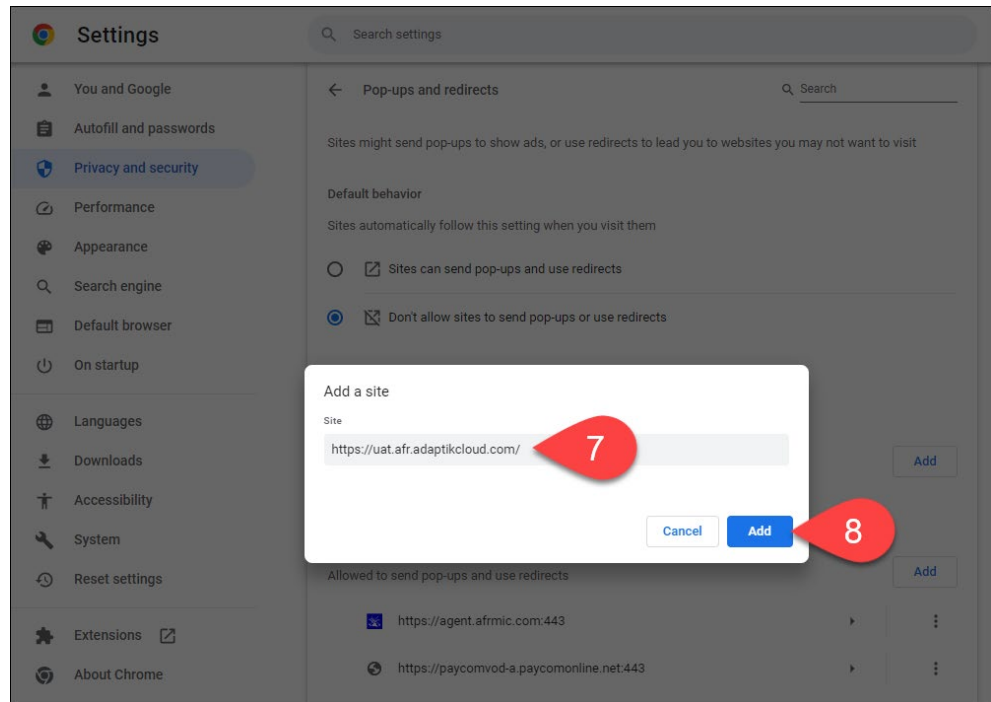 Settings
Search settings
You and Google
Autofill and passwords
Privacy and security
Performance
Appearance
Search engine
Default browser
On startup
Languages
Downloads
Accessibility
System
Reset settings
Extensions
About Chrome
Pop-ups and redirects
Search
Sites might send pop-ups to show ads, or use redirects to lead you to websites you may not want to visit
Default behavior
Sites automatically follow this setting when you visit them
Sites can send pop-ups and use redirects
Don't allow sites to send pop-ups or use redirects
Add a site
Site
https://uat.afr.adaptikcloud.com/
7
Add
Cancel
Add
8
Allowed to send pop-ups and use redirects
Add
https://agent.afrmic.com:443
https://paycomvod-a.paycomonline.net:443